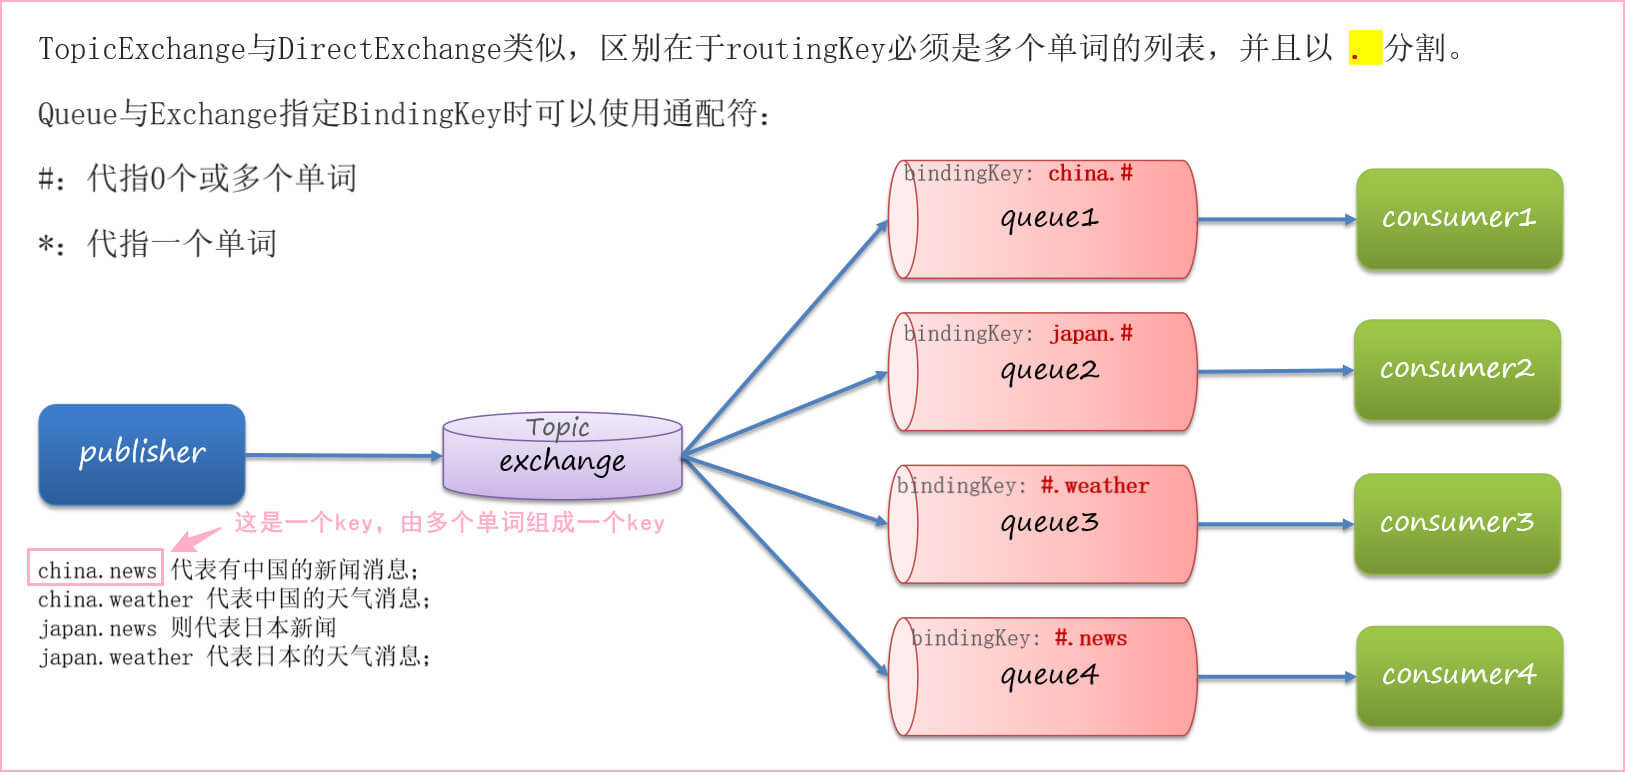 TopicExchange与DirectExchange类似，区别在于routingKey必须是多个单词的列表，并且以 . 分割。
Queue与Exchange指定BindingKey时可以使用通配符：
#：代指0个或多个单词
*：代指一个单词
bindingKey: china.#
queue1
consumer1
bindingKey: japan.#
queue2
consumer2
publisher
Topic
exchange
bindingKey: #.weather
queue3
consumer3
这是一个key，由多个单词组成一个key
china.news 代表有中国的新闻消息；
china.weather 代表中国的天气消息；
japan.news 则代表日本新闻
japan.weather 代表日本的天气消息；
bindingKey: #.news
queue4
consumer4